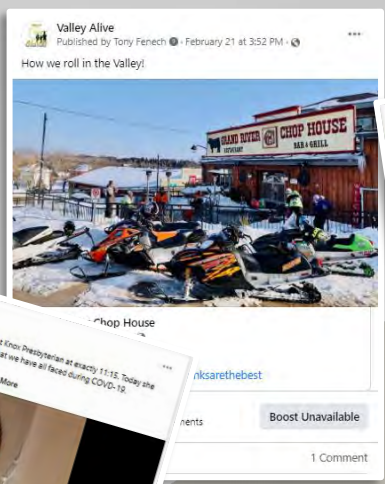 Valley Alive
Published by Tony Fenech · February 21 at 3:52 PM ·
How we roll in the Valley!
GRAND RIVER CHOP HOUSE
RESTAURANT BAR & GRILL
Chop House
Knox Presbyterian at exactly 11:15. Today she
at we have all faced during COVD-19.
More
nksarethebest
ments
Boost Unavailable
1 Comment